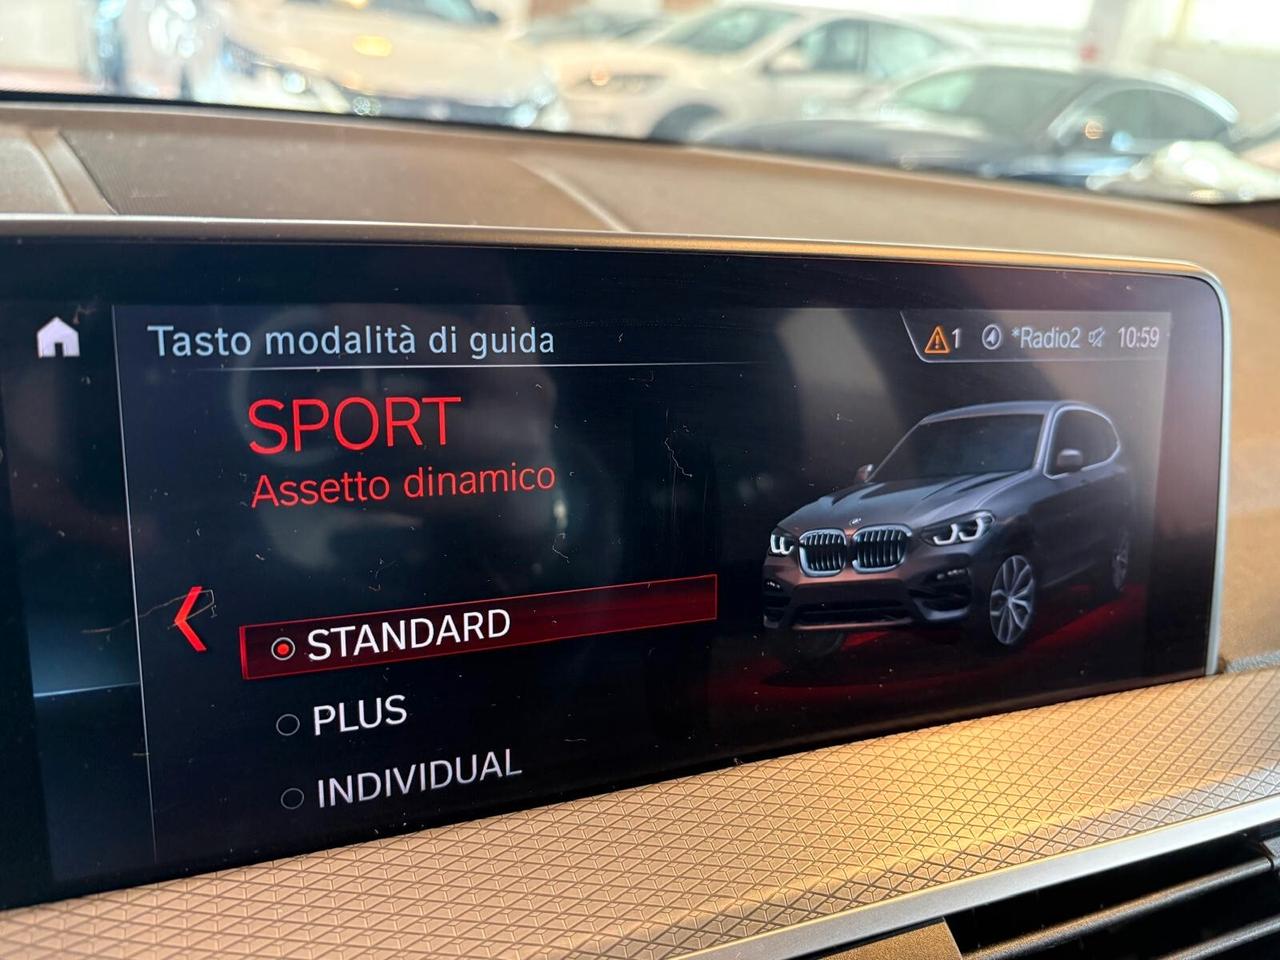 Tasto modalità di guida
1 *Radio2 10:59
SPORT
Assetto dinamico
STANDARD
PLUS
INDIVIDUAL